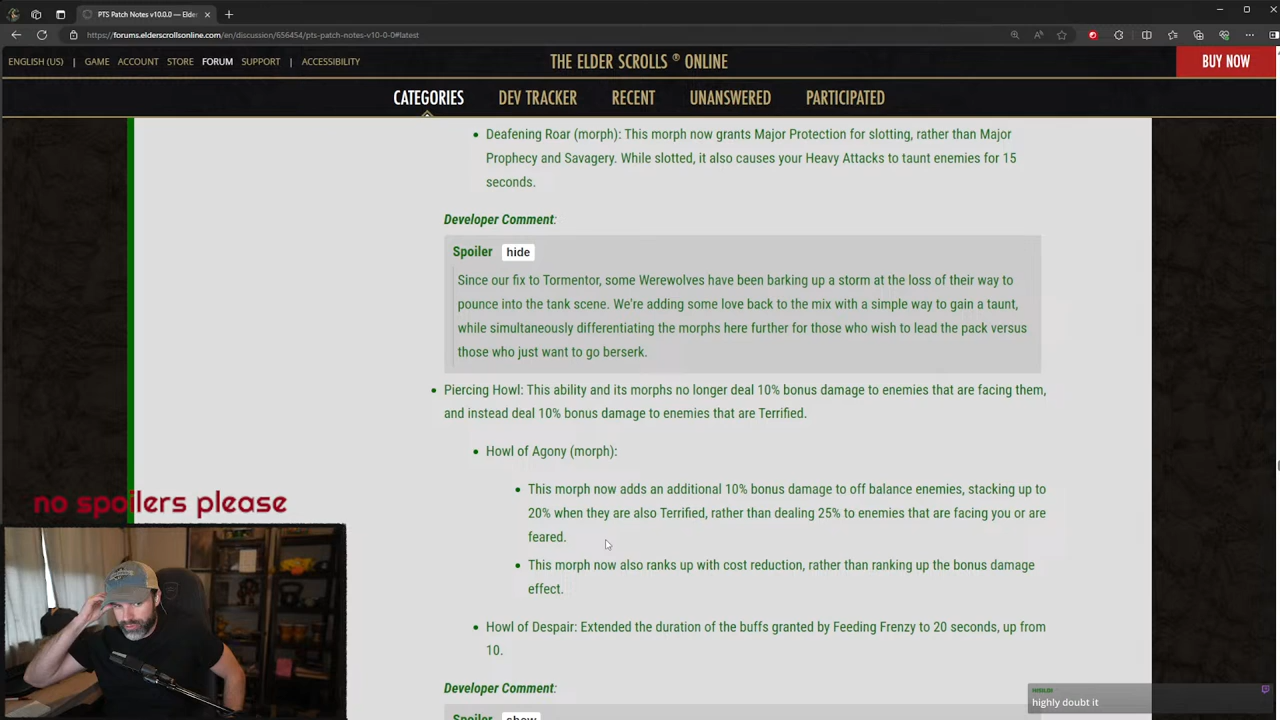 PTS Patch Notes v10.0.0 — Elder
https://forums.elderscrollsonline.com/en/discussion/656454/pts-patch-notes-v10-0-0#latest
ENGLISH (US) | GAME ACCOUNT STORE FORUM SUPPORT | ACCESSIBILITY
THE ELDER SCROLLS ® ONLINE
BUY NOW
CATEGORIES DEV TRACKER RECENT UNANSWERED PARTICIPATED
• Deafening Roar (morph): This morph now grants Major Protection for slotting, rather than Major
Prophecy and Savagery. While slotted, it also causes your Heavy Attacks to taunt enemies for 15
seconds.
Developer Comment:
Spoiler hide
Since our fix to Tormentor, some Werewolves have been barking up a storm at the loss of their way to
pounce into the tank scene. We're adding some love back to the mix with a simple way to gain a taunt,
while simultaneously differentiating the morphs here further for those who wish to lead the pack versus
those who just want to go berserk.
• Piercing Howl: This ability and its morphs no longer deal 10% bonus damage to enemies that are facing them,
and instead deal 10% bonus damage to enemies that are Terrified.
• Howl of Agony (morph):
• This morph now adds an additional 10% bonus damage to off balance enemies, stacking up to
20% when they are also Terrified, rather than dealing 25% to enemies that are facing you or are
feared.
• This morph now also ranks up with cost reduction, rather than ranking up the bonus damage
effect.
• Howl of Despair: Extended the duration of the buffs granted by Feeding Frenzy to 20 seconds, up from
10.
Developer Comment:
Spoiler show
no spoilers please
highly doubt it